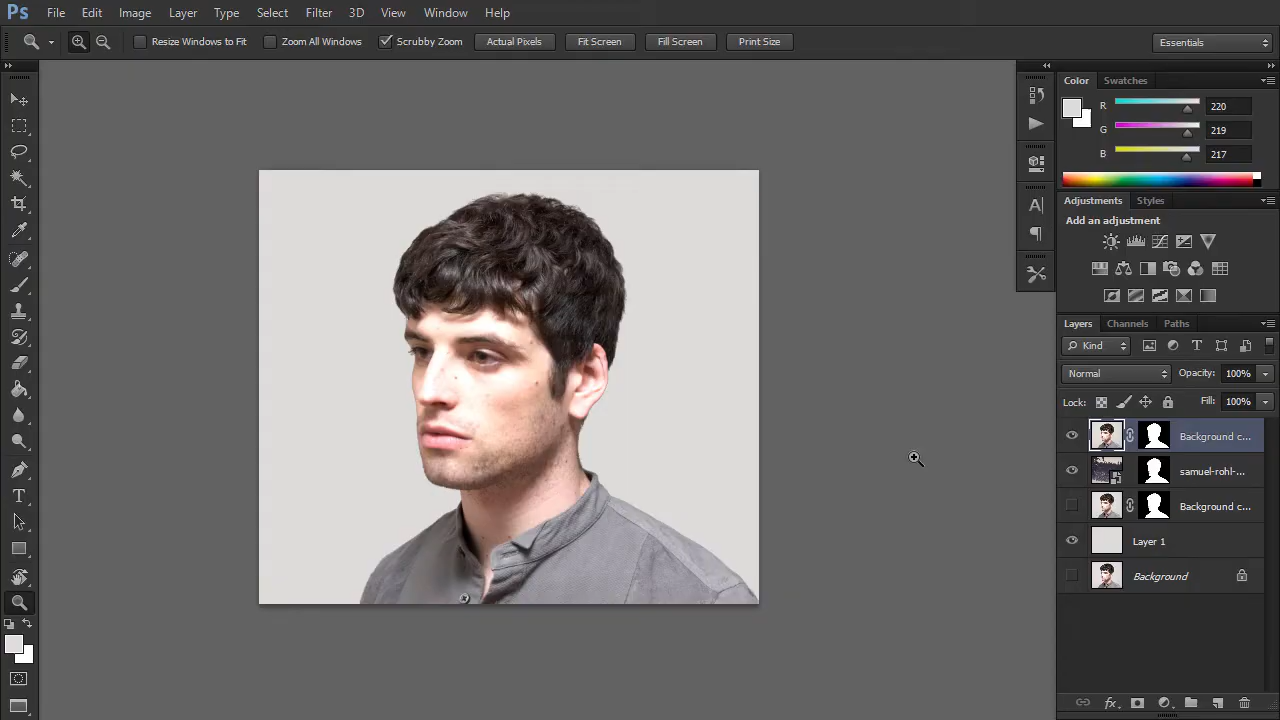 Ps File Edit Image Layer Type Select Filter 3D View Window Help
Resize Windows to Fit Zoom All Windows Scrubby Zoom Actual Pixels Fit Screen Fill Screen Print Size Essentials
Color Swatches
R 220
G 219
B 217
Adjustments Styles
Add an adjustment
Layers Channels Paths
Kind
Normal Opacity: 100%
Lock: Fill: 100%
Background c...
samuel-rohl-...
Background c...
Layer 1
Background